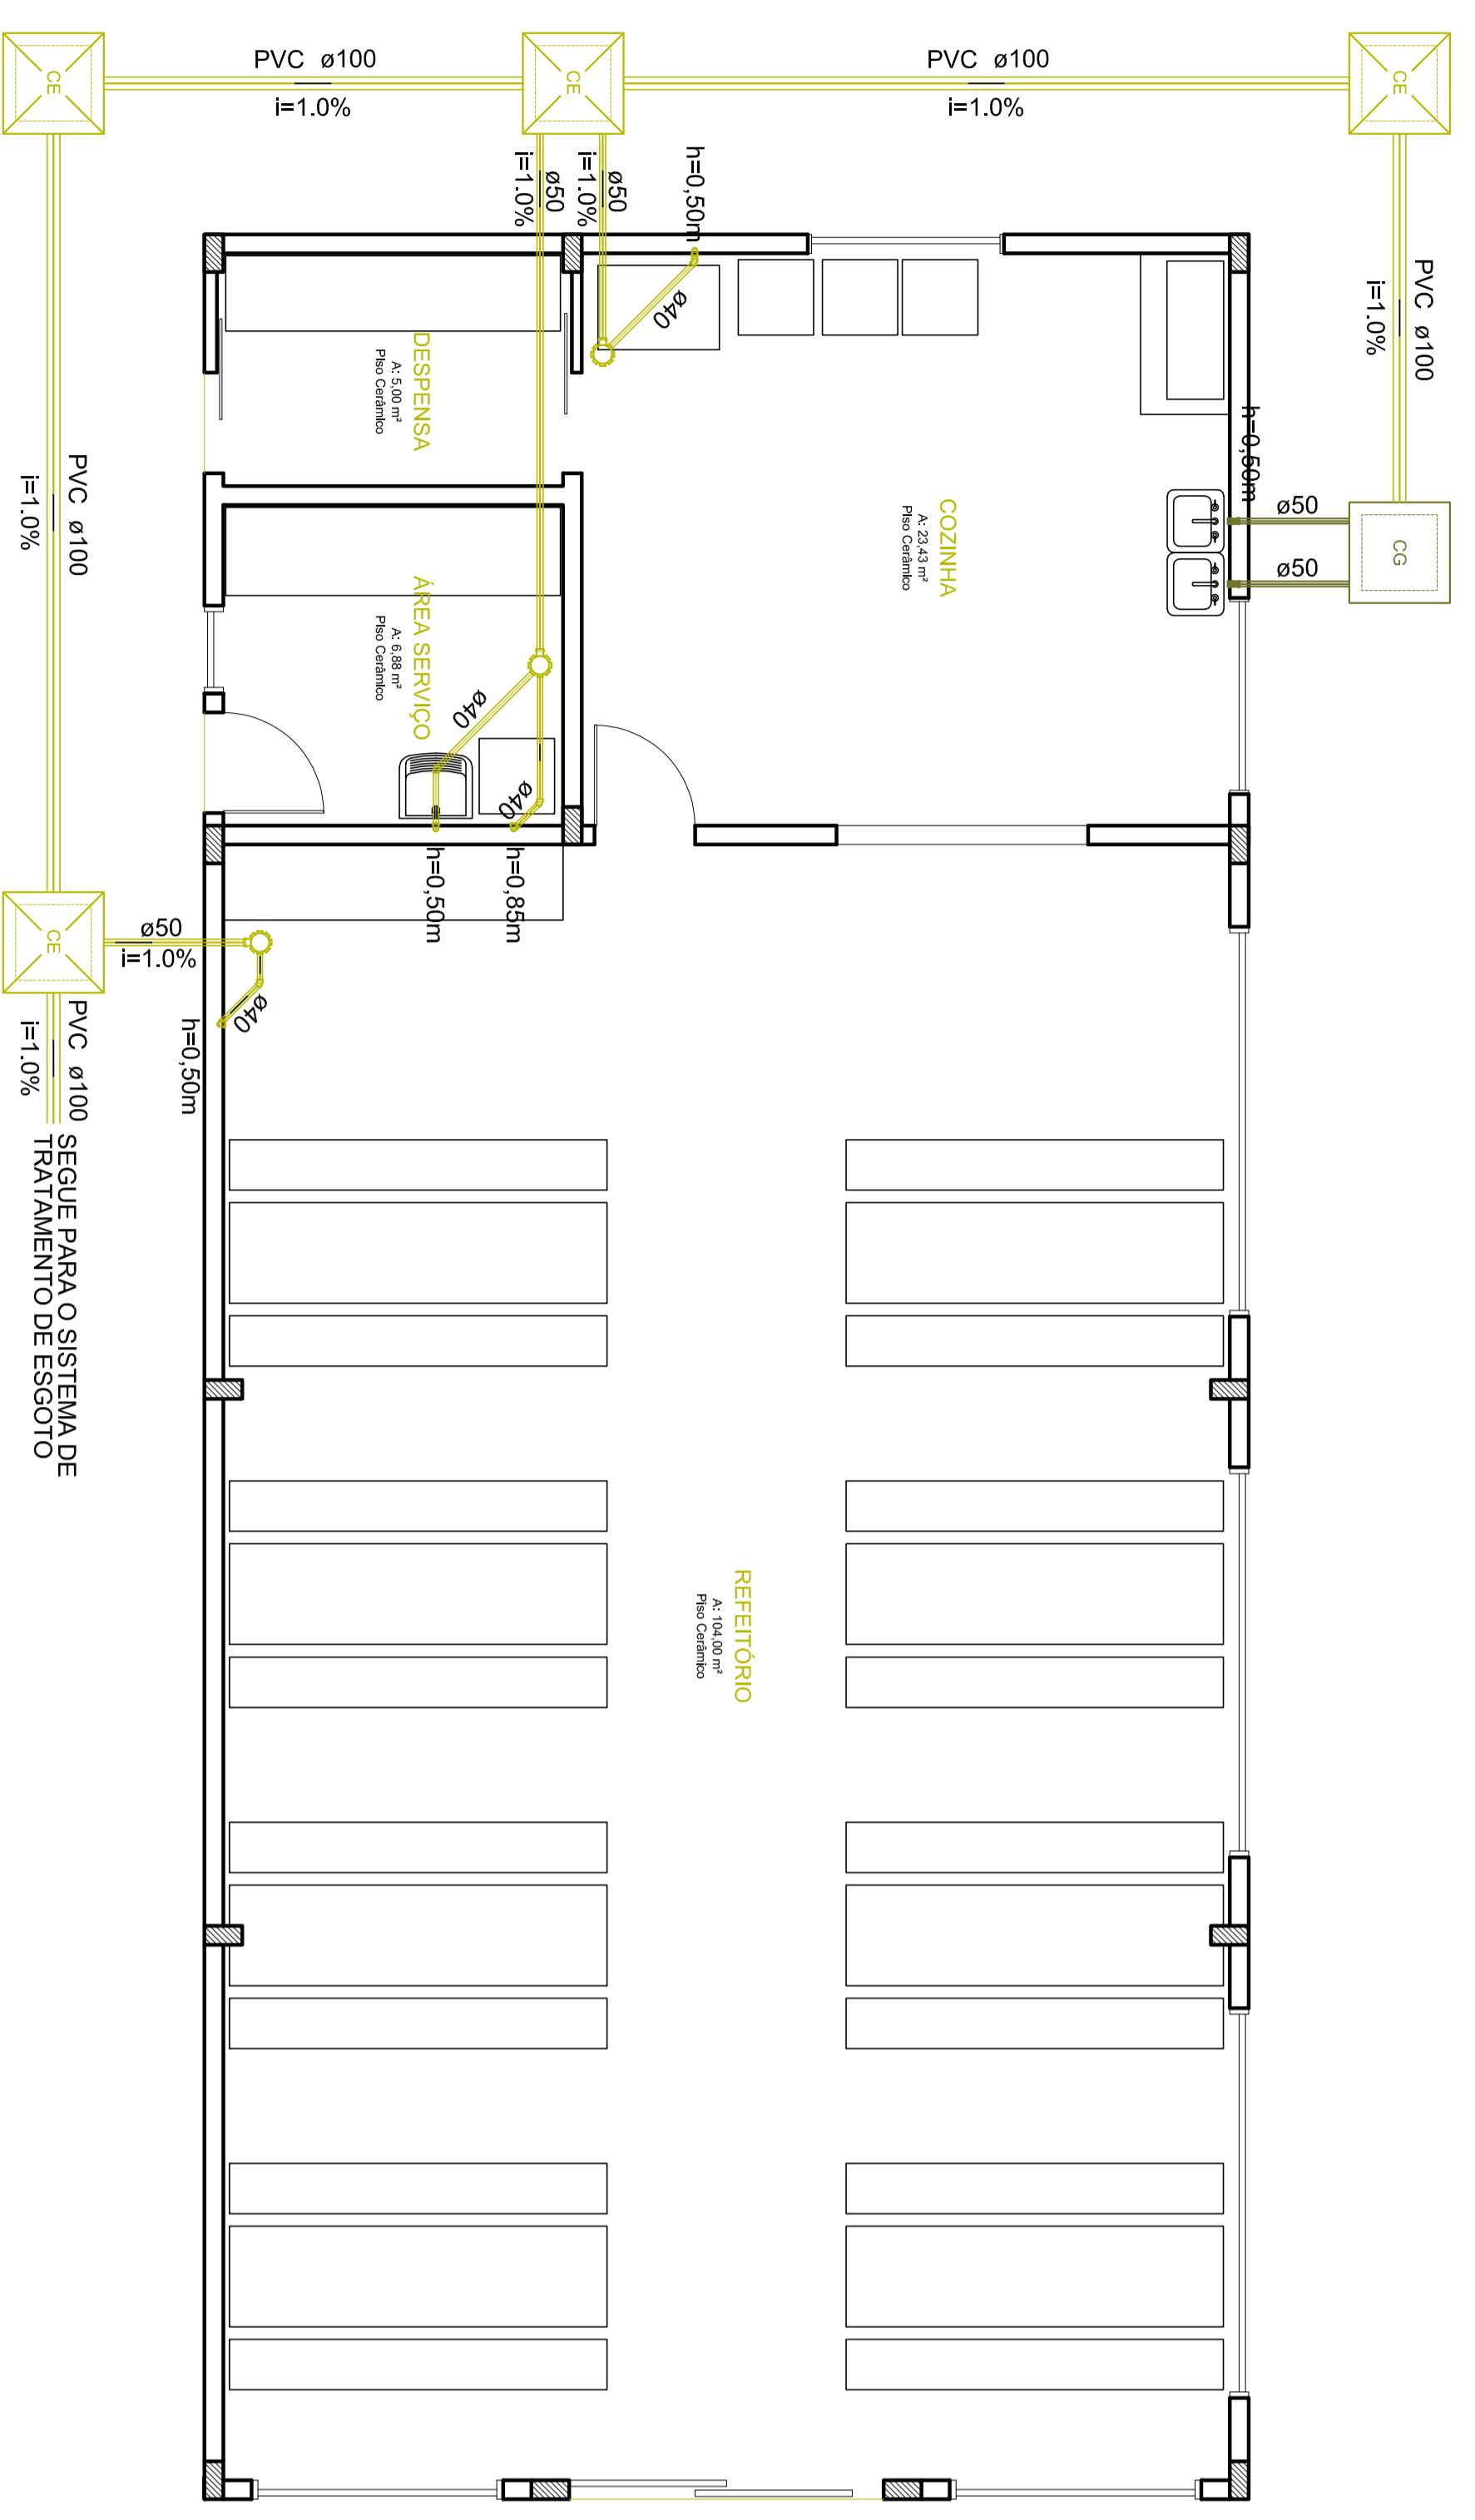 PVC ø100
i=1.0%
PVC ø100
i=1.0%
CE
CE
CE
ø50
i=1.0%
ø50
i=1.0%
h=0,50m
ø40
PVC ø100
i=1.0%
DESPENSA
A: 5,00 m²
Piso Cerâmico
COZINHA
A: 23,43 m²
Piso Cerâmico
h=0,50m
ø50
ø50
CG
PVC ø100
i=1.0%
ÁREA SERVIÇO
A: 6,88 m²
Piso Cerâmico
ø40
ø40
h=0,50m
h=0,85m
CE
ø50
i=1.0%
ø40
h=0,50m
PVC ø100
i=1.0%
SEGUE PARA O SISTEMA DE
TRATAMENTO DE ESGOTO
REFEITÓRIO
A: 104,00 m²
Piso Cerâmico